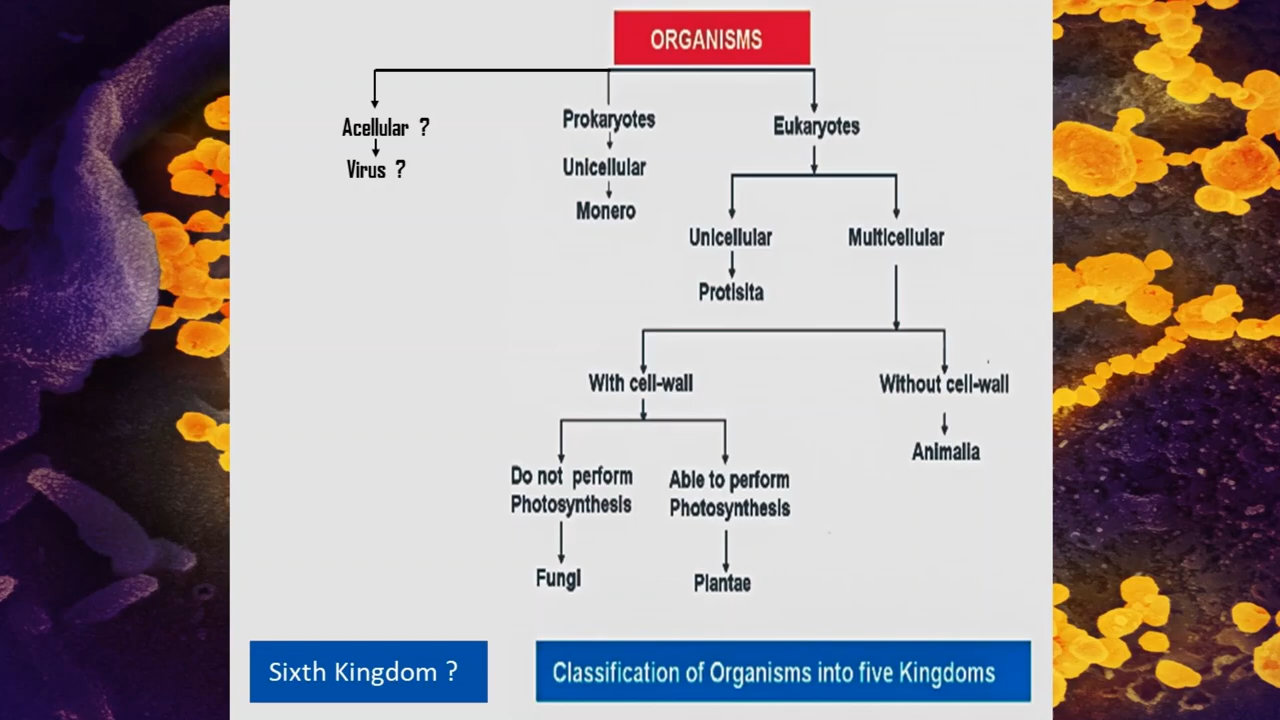 ORGANISMS
Acellular ?
Prokaryotes
Eukaryotes
Virus ?
Unicellular
Monero
Unicellular
Multicellular
Protisita
With cell-wall
Without cell-wall
Animalia
Do not perform
Photosynthesis
Able to perform
Photosynthesis
Fungi
Plantae
Sixth Kingdom ?
Classification of Organisms into five Kingdoms